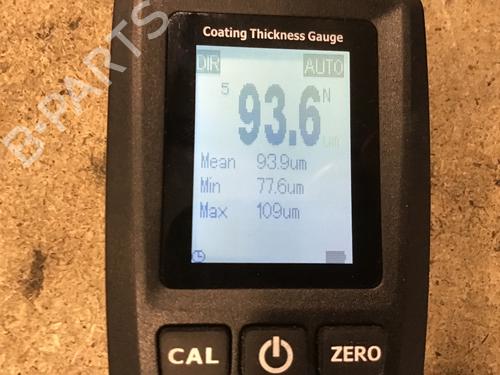 Coating Thickness Gauge
DIR AUTO
5 93.6 N um
Mean 93.9um
Min 77.6um
Max 109um
CAL ZERO
B-PARTS